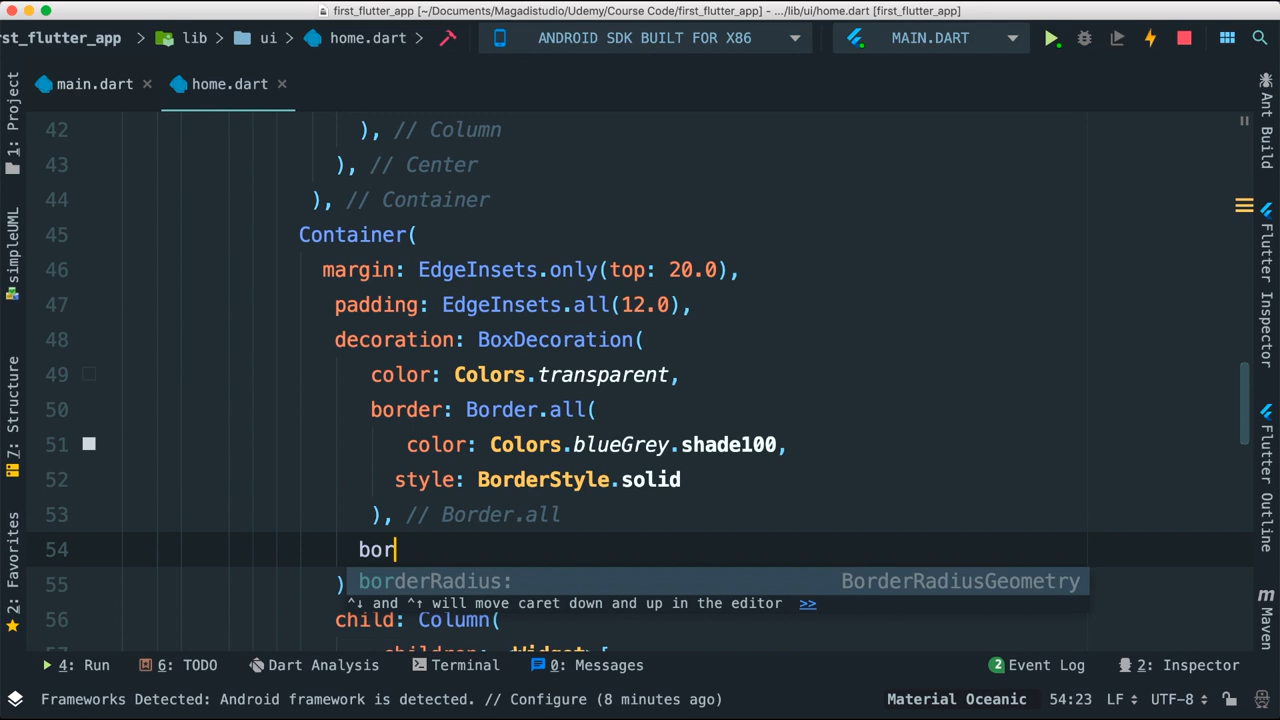 first_flutter_app [~/Documents/Magadistudio/Udemy/Course Code/first_flutter_app] - .../lib/ui/home.dart [first_flutter_app]
rst_flutter_app lib ui home.dart ANDROID SDK BUILT FOR X86 MAIN.DART
main.dart home.dart
1: Project
simpleUML
7: Structure
2: Favorites
42 ), // Column
43 ), // Center
44 ), // Container
45 Container(
46 margin: EdgeInsets.only(top: 20.0),
47 padding: EdgeInsets.all(12.0),
48 decoration: BoxDecoration(
49 color: Colors.transparent,
50 border: Border.all(
51 color: Colors.blueGrey.shade100,
52 style: BorderStyle.solid
53 ), // Border.all
54 bor
borderRadius: BorderRadiusGeometry
55 )
^↓ and ^↑ will move caret down and up in the editor >>
56 child: Column(
Ant Build
Flutter Inspector
Flutter Outline
m Maven
4: Run 6: TODO Dart Analysis Terminal 0: Messages 2 Event Log 2: Inspector
Frameworks Detected: Android framework is detected. // Configure (8 minutes ago) Material Oceanic 54:23 LF UTF-8